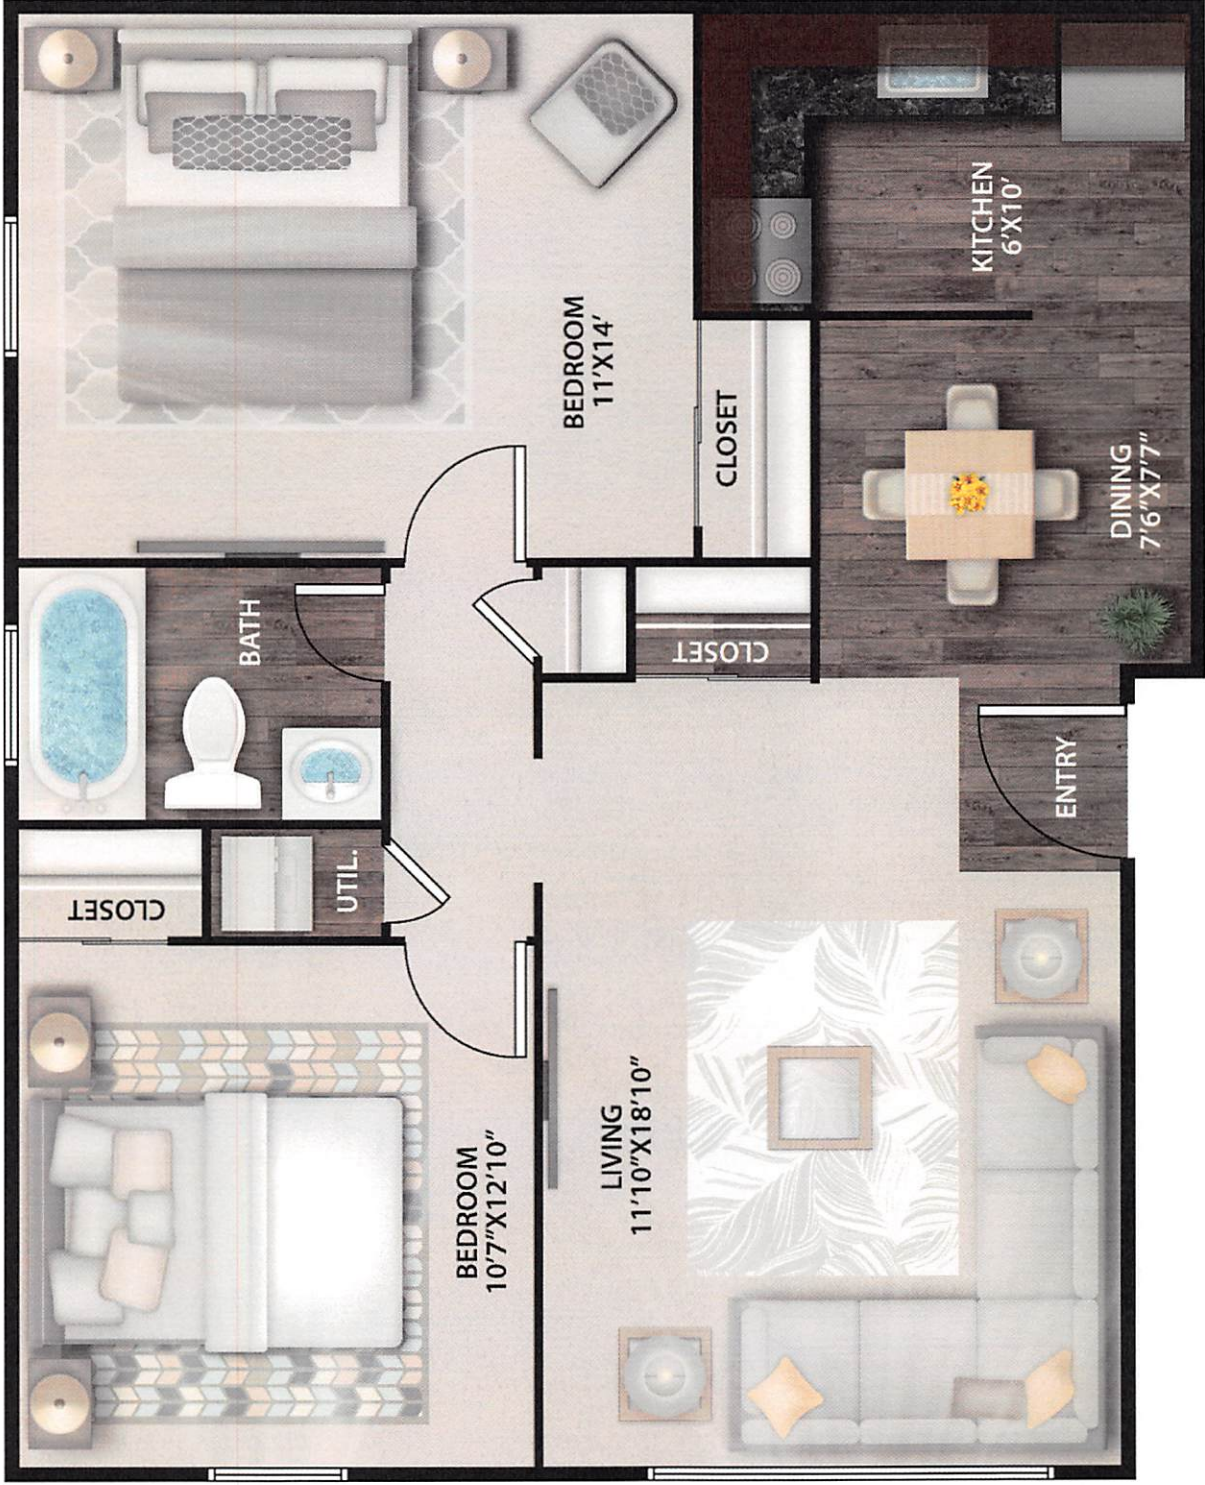 KITCHEN
6'X10'
BEDROOM
11'X14'
CLOSET
DINING
7'6"X7'7"
BATH
CLOSET
ENTRY
UTIL.
CLOSET
LIVING
11'10"X18'10"
BEDROOM
10'7"X12'10"